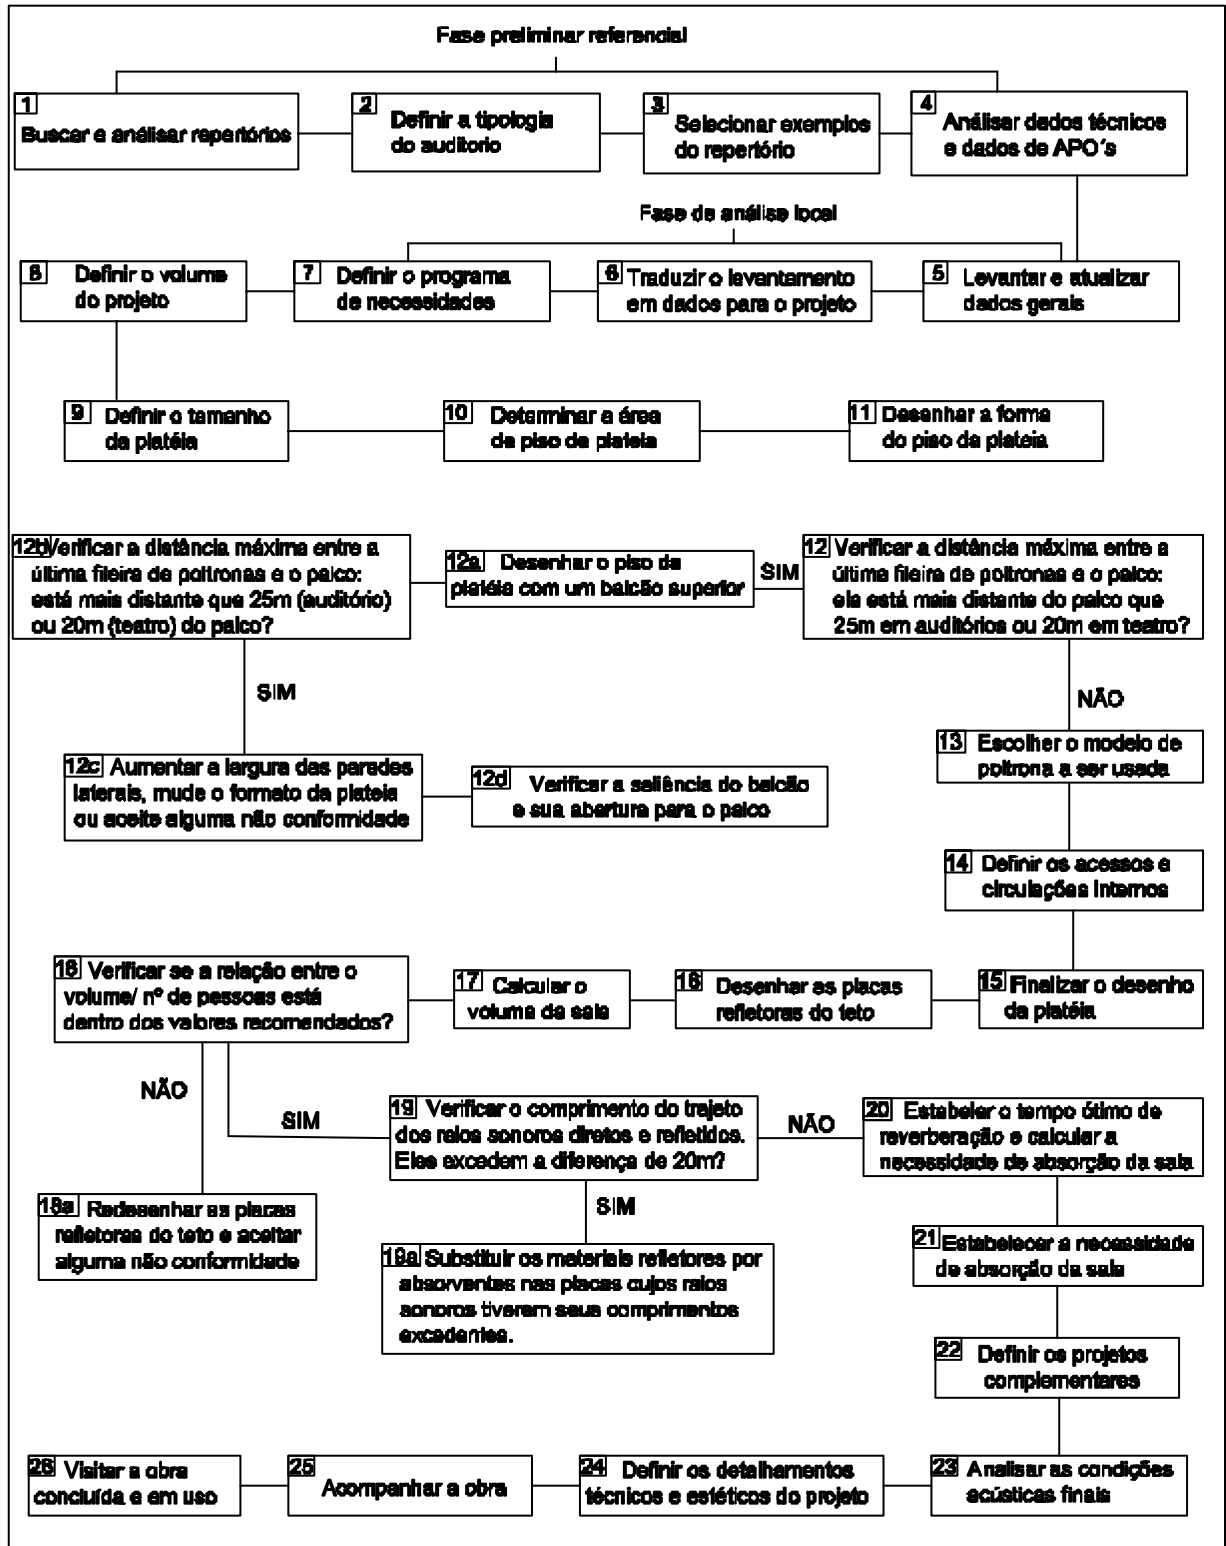 Fase preliminar referencial
1
Buscar e análisar repertórios
2
Definir a tipologia
do auditorio
3
Selecionar exemplos
do repertório
4
Análisar dados técnicos
e dados de APO´s
Fase de análise local
8
Definir o volume
do projeto
7
Definir o programa
de necessidades
6
Traduzir o levantamento
em dados para o projeto
5
Levantar e atualizar
dados gerais
9
Definir o tamanho
da platéia
10
Determinar a área
de piso de plateia
11
Desenhar a forma
do piso da plateia
12b
Verificar a distância máxima entre a
última fileira de poltronas e o palco:
está mais distante que 25m (auditório)
ou 20m (teatro) do palco?
12a
Desenhar o piso da
platéia com um balcão superior
SIM
12
Verificar a distância máxima entre a
última fileira de poltronas e o palco:
ela está mais distante do palco que
25m em auditórios ou 20m em teatro?
SIM
NÃO
12c
Aumentar a largura das paredes
laterais, mude o formato da plateia
ou aceite alguma não conformidade
12d
Verificar a saliência do balcão
e sua abertura para o palco
13
Escolher o modelo de
poltrona a ser usada
14
Definir os acessos e
circulações internos
18
Verificar se a relação entre o
volume/ nº de pessoas está
dentro dos valores recomendados?
17
Calcular o
volume da sala
16
Desenhar as placas
refletoras do teto
15
Finalizar o desenho
da platéia
NÃO
SIM
19
Verificar o comprimento do trajeto
dos raios sonoros diretos e refletidos.
Eles excedem a diferença de 20m?
NÃO
20
Estabeler o tempo ótimo de
reverberação e calcular a
necessidade de absorção da sala
18a
Redesenhar as placas
refletoras do teto e aceitar
alguma não conformidade
SIM
19a
Substituir os materiais refletores por
absorventes nas placas cujos raios
sonoros tiverem seus comprimentos
excedentes.
21
Estabelecer a necessidade
de absorção da sala
22
Definir os projetos
complementares
26
Visitar a obra
concluída e em uso
25
Acompanhar a obra
24
Definir os detalhamentos
técnicos e estéticos do projeto
23
Analisar as condições
acústicas finais